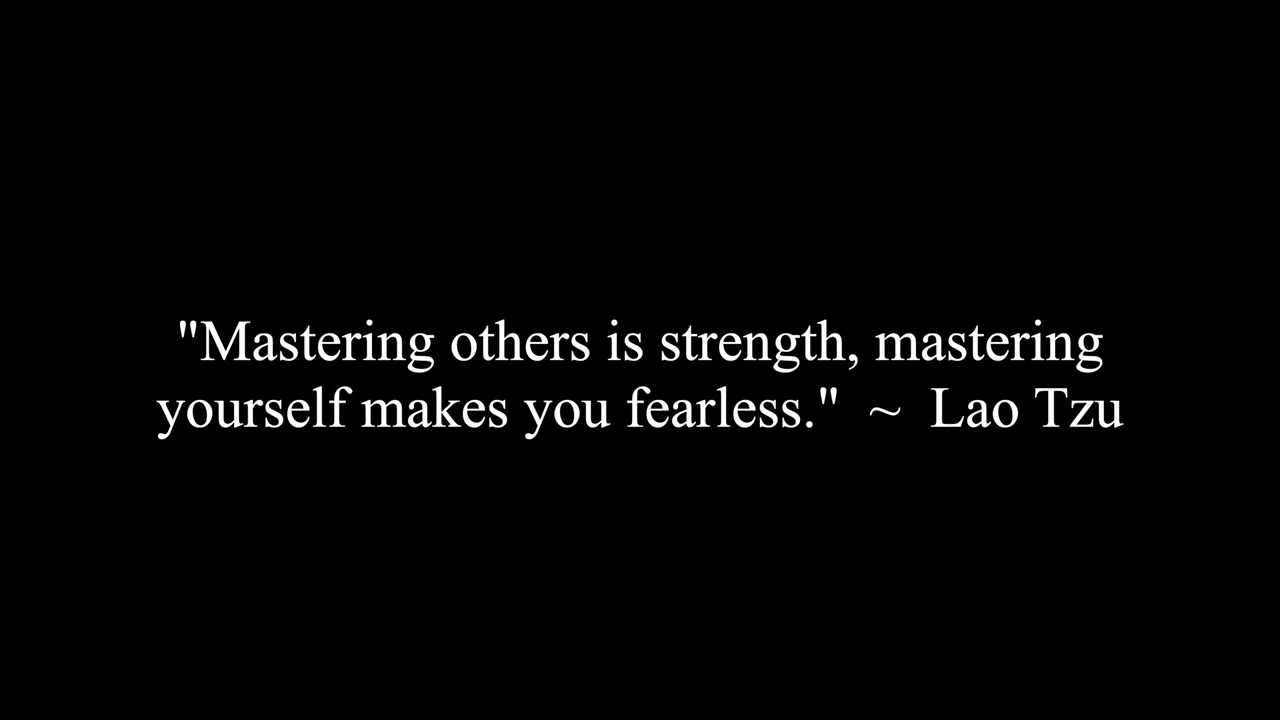 "Mastering others is strength, mastering
yourself makes you fearless."  ~  Lao Tzu